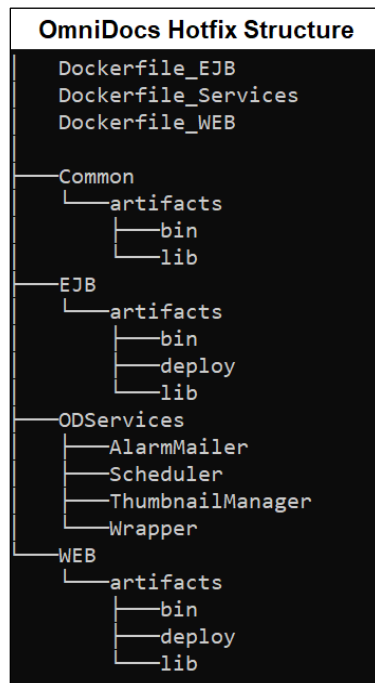 OmniDocs Hotfix Structure
Dockerfile_EJB
Dockerfile_Services
Dockerfile_WEB
Common
artifacts
bin
lib
EJB
artifacts
bin
deploy
lib
ODServices
AlarmMailer
Scheduler
ThumbnailManager
Wrapper
WEB
artifacts
bin
deploy
lib